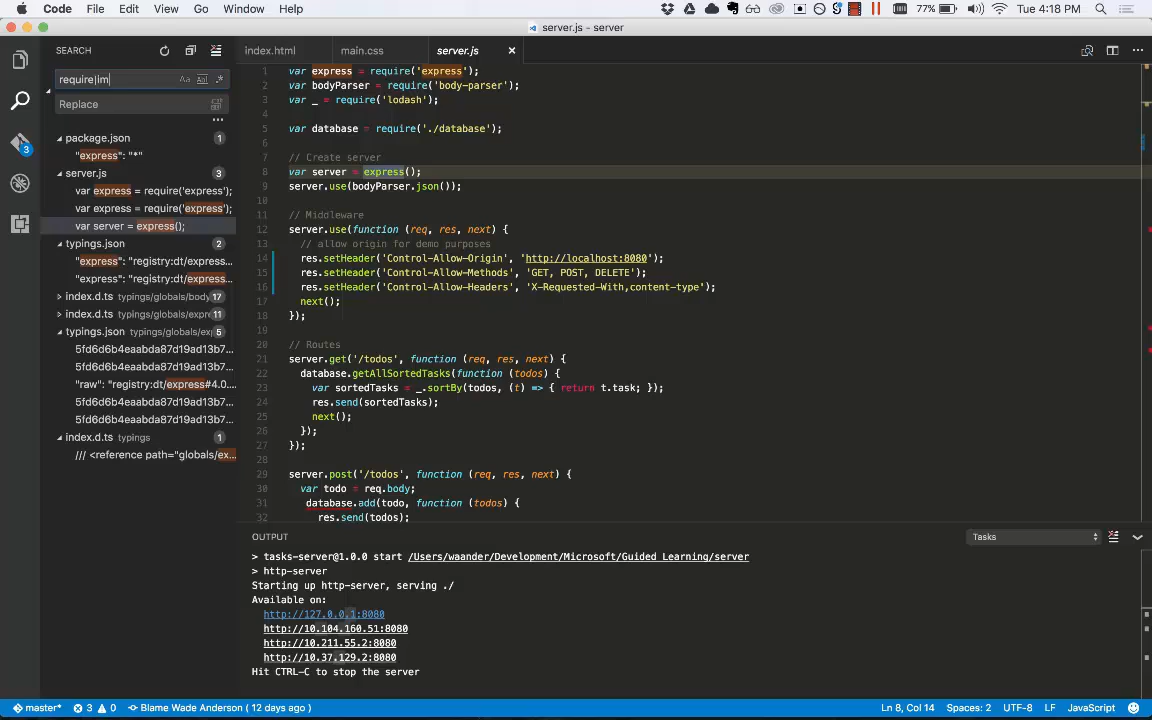 Code File Edit View Go Window Help 77% Tue 4:18 PM
server.js - server
SEARCH
require|im
Aa Ab| .*
Replace
package.json 1
"express": "*"
server.js 3
var express = require('express');
var express = require('express');
var server = express();
typings.json 2
"express": "registry:dt/express...
"express": "registry:dt/express...
index.d.ts typings/globals/body 17
index.d.ts typings/globals/expr 11
typings.json typings/globals/ex 5
5fd6d6b4eaabda87d19ad13b7...
5fd6d6b4eaabda87d19ad13b7...
"raw": "registry:dt/express#4.0...
5fd6d6b4eaabda87d19ad13b7...
5fd6d6b4eaabda87d19ad13b7...
index.d.ts typings 1
/// <reference path="globals/ex...
3
index.html main.css server.js
1 var express = require('express');
2 var bodyParser = require('body-parser');
3 var _ = require('lodash');
4
5 var database = require('./database');
6
7 // Create server
8 var server = express();
9 server.use(bodyParser.json());
10
11 // Middleware
12 server.use(function (req, res, next) {
13 // allow origin for demo purposes
14 res.setHeader('Control-Allow-Origin', 'http://localhost:8080');
15 res.setHeader('Control-Allow-Methods', 'GET, POST, DELETE');
16 res.setHeader('Control-Allow-Headers', 'X-Requested-With,content-type');
17 next();
18 });
19
20 // Routes
21 server.get('/todos', function (req, res, next) {
22 database.getAllSortedTasks(function (todos) {
23 var sortedTasks = _.sortBy(todos, (t) => { return t.task; });
24 res.send(sortedTasks);
25 next();
26 });
27 });
28
29 server.post('/todos', function (req, res, next) {
30 var todo = req.body;
31 database.add(todo, function (todos) {
32 res.send(todos);
OUTPUT
Tasks
> tasks-server@1.0.0 start /Users/waander/Development/Microsoft/Guided Learning/server
> http-server
Starting up http-server, serving ./
Available on:
http://127.0.0.1:8080
http://10.104.160.51:8080
http://10.211.55.2:8080
http://10.37.129.2:8080
Hit CTRL-C to stop the server
master* 3 0 Blame Wade Anderson ( 12 days ago ) Ln 8, Col 14 Spaces: 2 UTF-8 LF JavaScript